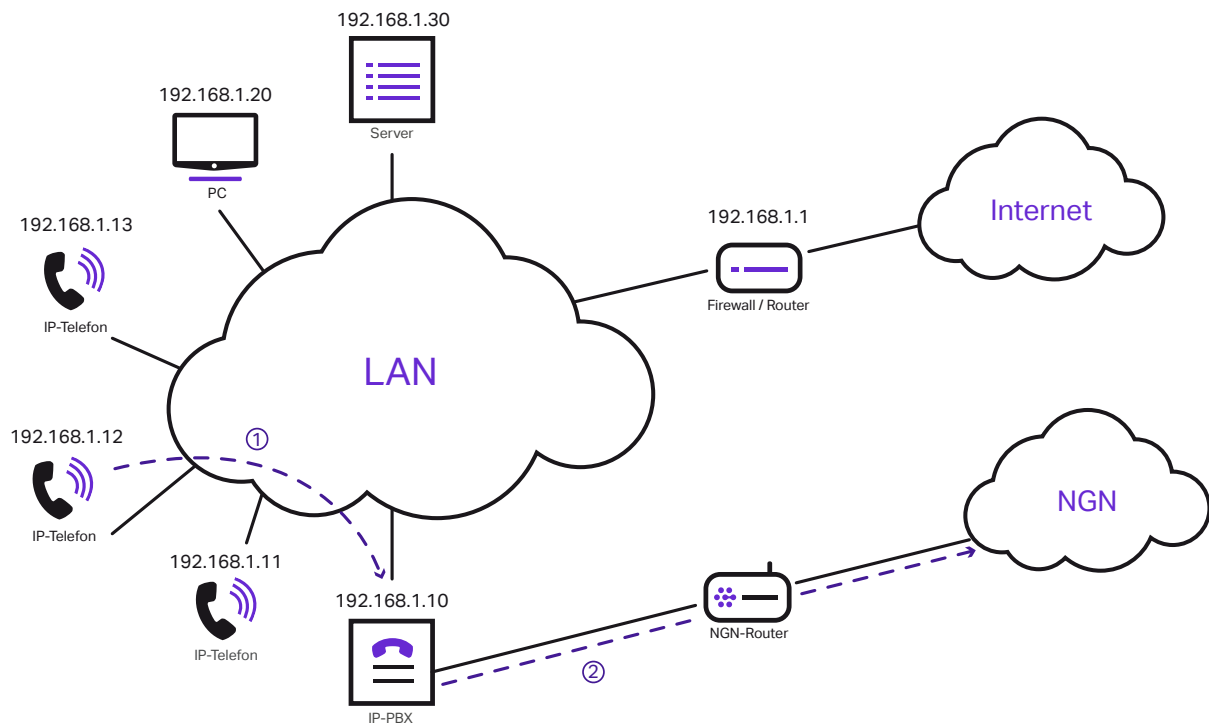 192.168.1.30
Server
192.168.1.20
PC
192.168.1.13
IP-Telefon
192.168.1.1
Firewall / Router
Internet
LAN
192.168.1.12
IP-Telefon
①
192.168.1.11
IP-Telefon
192.168.1.10
IP-PBX
②
NGN-Router
NGN